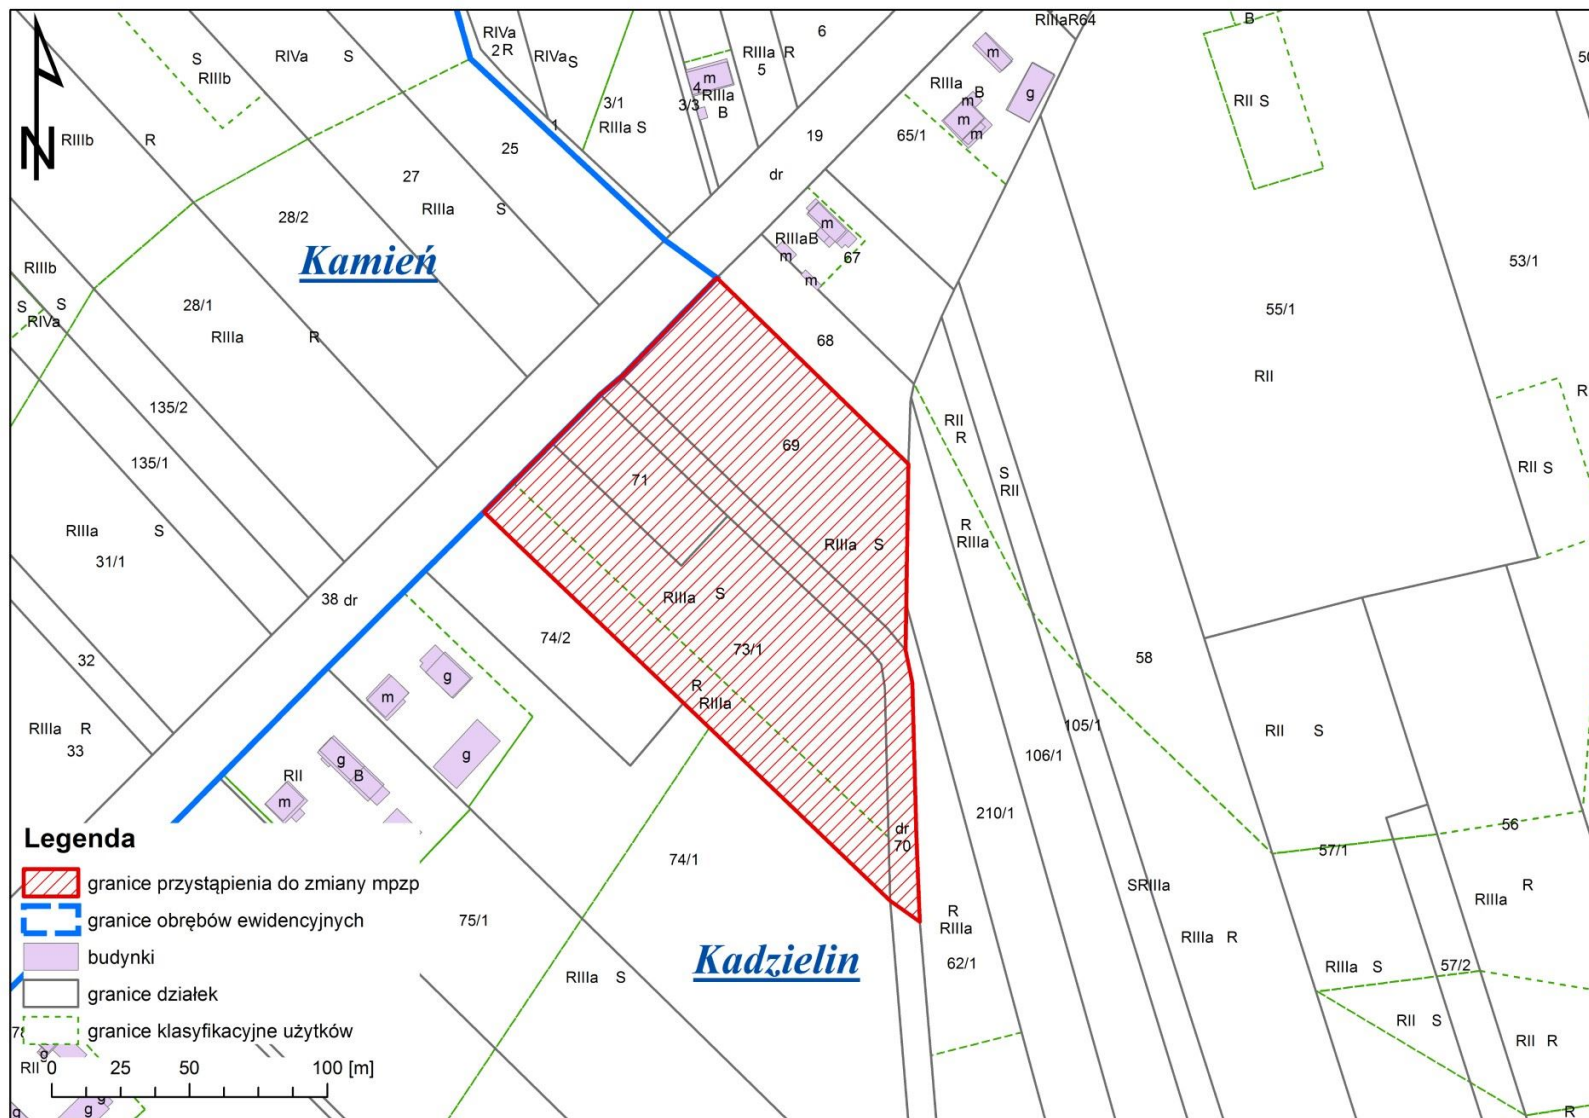 RIVa
2 R
RIVa S
RIVa S
S
RIIIb
RIIIb
R
3/1
RIIIa S
1
4
m
3/3
RIIIa
B
RIIIa R
5
6
RIIIaR64
RIIIa
m
g
m B
m
m
65/1
B
RII S
19
dr
25
27
RIIIa S
28/2
Kamień
m
RIIIaB
m
m
67
68
53/1
55/1
RII
RIIIb
S S
RIVa
28/1
RIIIa R
135/2
135/1
RIIIa S
31/1
69
71
RII
R
S
RII
R
RIIIa
RIIIa S
RIIIa S
73/1
R
RIIIa
RII S
R
38 dr
74/2
32
RIIIa R
33
g
m
g
g
B
RII
m
58
105/1
106/1
210/1
RII S
56
57/1
dr
70
74/1
75/1
RIIIa S
Kadzielin
R
RIIIa
62/1
SRIIIa
RIIIa R
RIIIa R
RIIIa S
57/2
RII S
RII R
R
Legenda
granice przystąpienia do zmiany mpzp
granice obrębów ewidencyjnych
budynki
granice działek
granice klasyfikacyjne użytków
g
RII
0 25 50 100 [m]
g
g
g
N